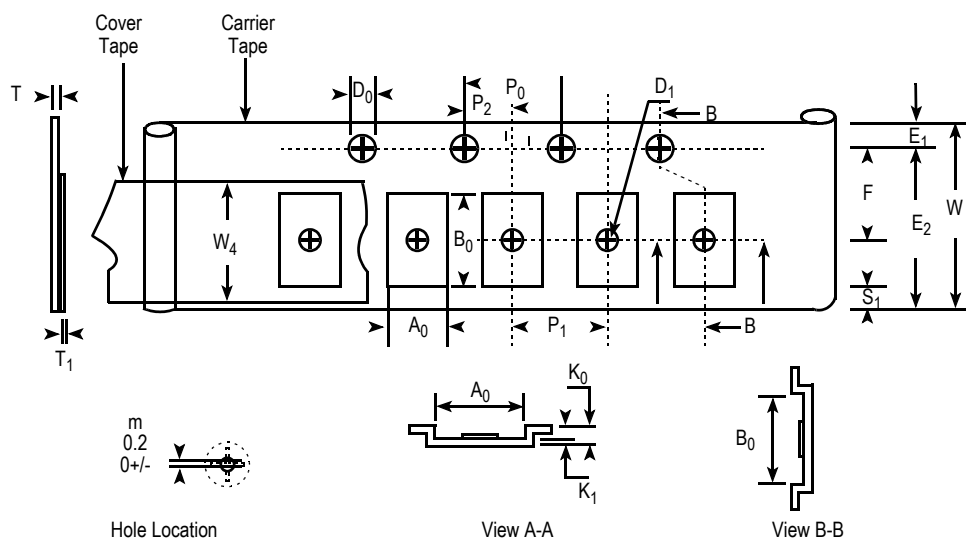 Cover
Tape
Carrier
Tape
T
D0
P2
P0
D1
B
E1
F
W
E2
W4
B0
S1
A0
P1
B
T1
m
0.2
0+/-
A0
K0
K1
B0
Hole Location
View A-A
View B-B